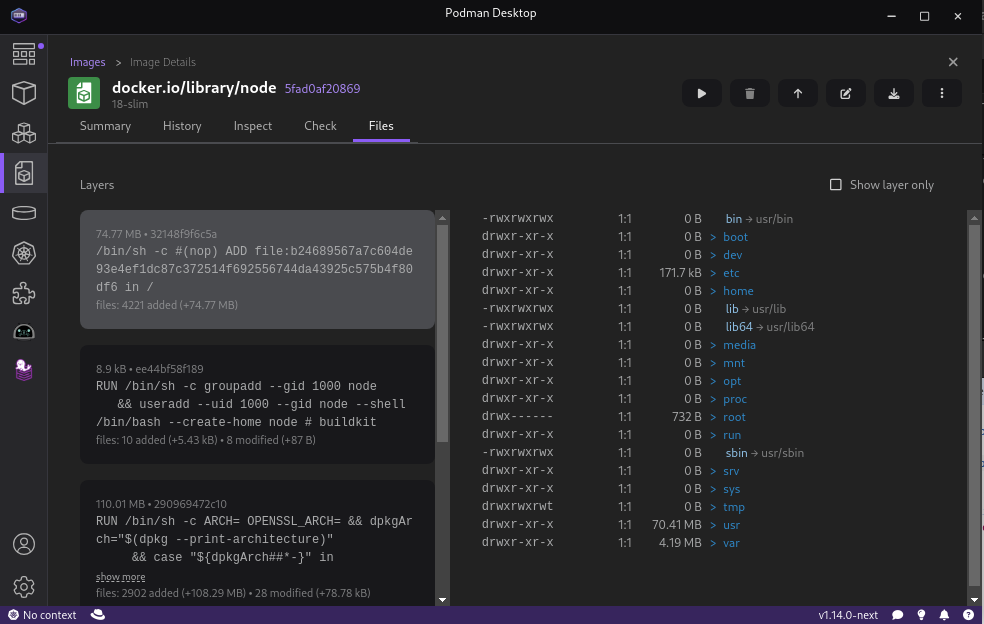 Podman Desktop
Images > Image Details
docker.io/library/node 5fad0af20869
18-slim
Summary History Inspect Check Files
Layers
Show layer only
74.77 MB • 32148f9f6c5a
/bin/sh -c #(nop) ADD file:b24689567a7c604de
93e4ef1dc87c372514f692556744da43925c575b4f80
df6 in /
files: 4221 added (+74.77 MB)
8.9 kB • ee44bf58f189
RUN /bin/sh -c groupadd --gid 1000 node
&& useradd --uid 1000 --gid node --shell
/bin/bash --create-home node # buildkit
files: 10 added (+5.43 kB) • 8 modified (+87 B)
110.01 MB • 290969472c10
RUN /bin/sh -c ARCH= OPENSSL_ARCH= && dpkgAr
ch="$(dpkg --print-architecture)"
&& case "${dpkgArch##*-}" in
show more
files: 2902 added (+108.29 MB) • 28 modified (+78.78 kB)
-rwxrwxrwx 1:1 0 B bin → usr/bin
drwxr-xr-x 1:1 0 B > boot
drwxr-xr-x 1:1 0 B > dev
drwxr-xr-x 1:1 171.7 kB > etc
drwxr-xr-x 1:1 0 B > home
-rwxrwxrwx 1:1 0 B lib → usr/lib
-rwxrwxrwx 1:1 0 B lib64 → usr/lib64
drwxr-xr-x 1:1 0 B > media
drwxr-xr-x 1:1 0 B > mnt
drwxr-xr-x 1:1 0 B > opt
drwxr-xr-x 1:1 0 B > proc
drwx------ 1:1 732 B > root
drwxr-xr-x 1:1 0 B > run
-rwxrwxrwx 1:1 0 B sbin → usr/sbin
drwxr-xr-x 1:1 0 B > srv
drwxr-xr-x 1:1 0 B > sys
drwxrwxrwt 1:1 0 B > tmp
drwxr-xr-x 1:1 70.41 MB > usr
drwxr-xr-x 1:1 4.19 MB > var
No context
v1.14.0-next